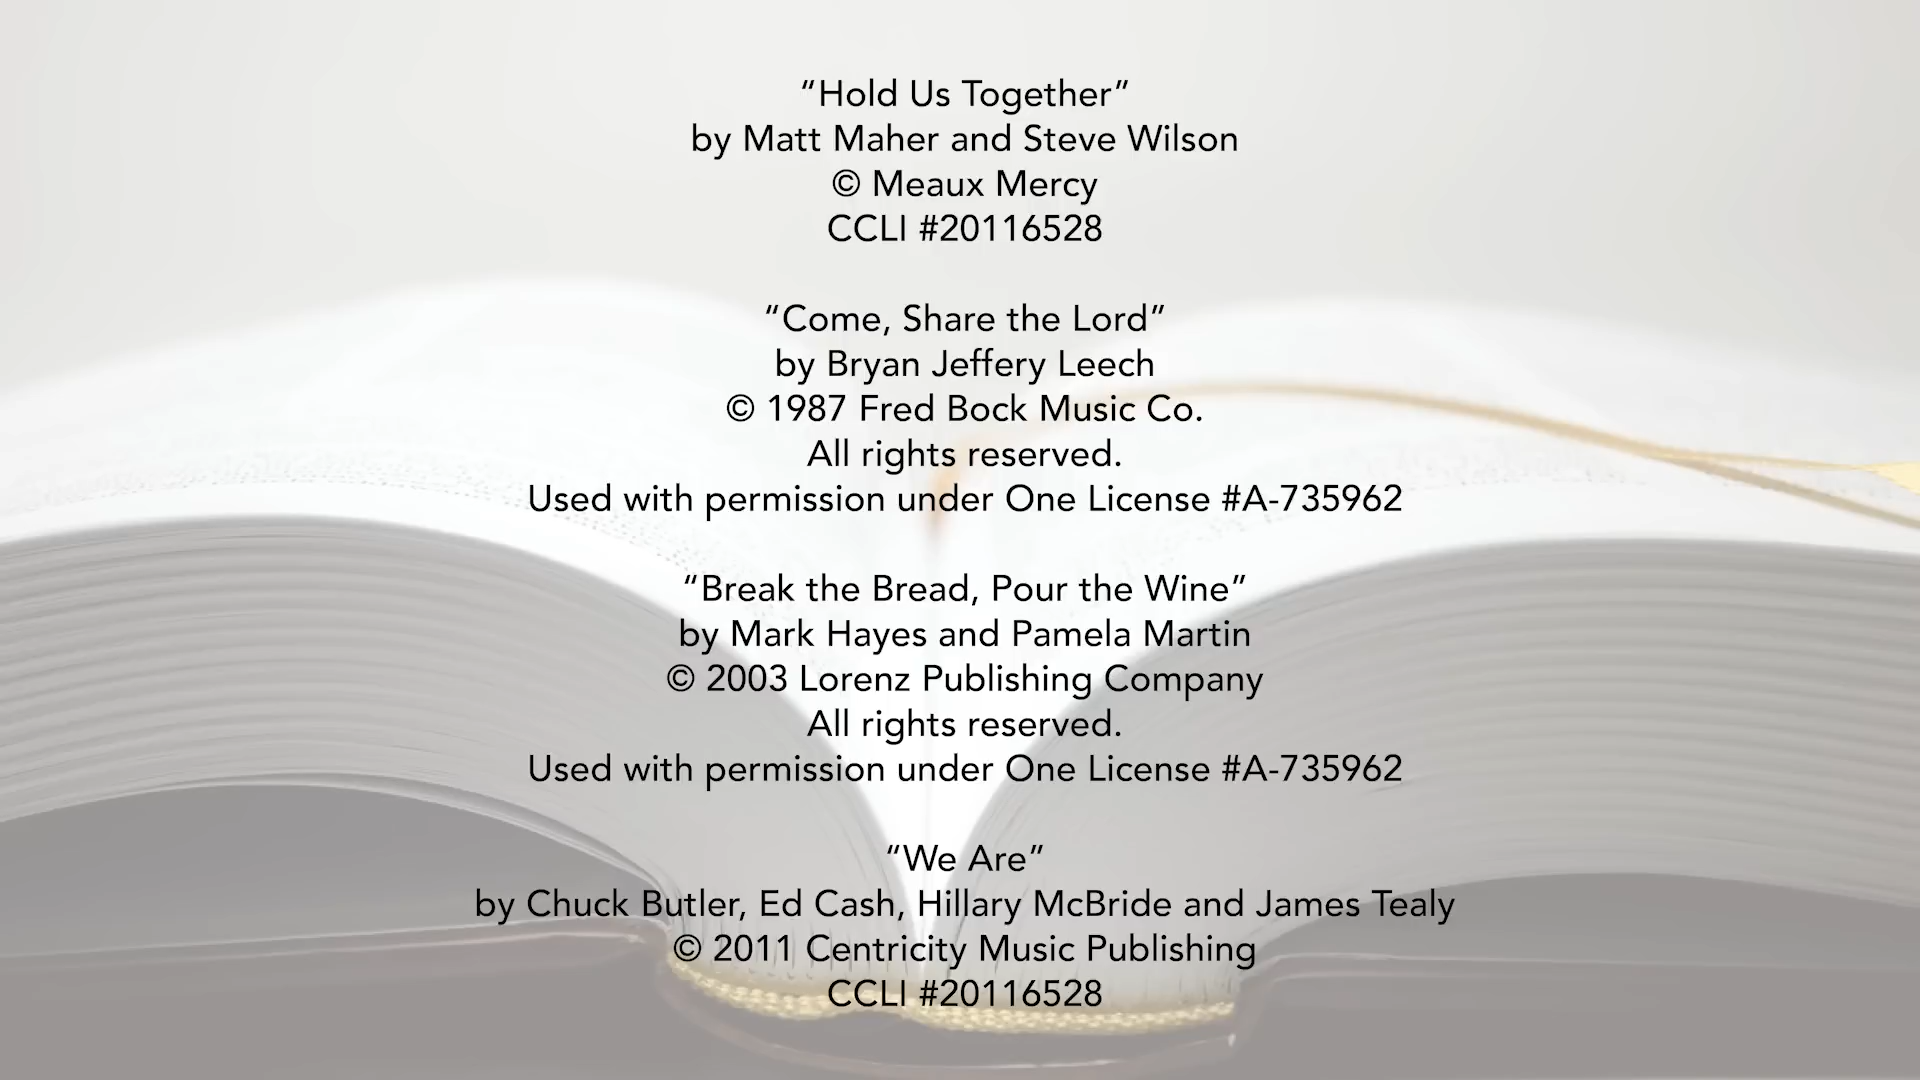 “Hold Us Together”
by Matt Maher and Steve Wilson
© Meaux Mercy
CCLI #20116528
“Come, Share the Lord”
by Bryan Jeffery Leech
© 1987 Fred Bock Music Co.
All rights reserved.
Used with permission under One License #A-735962
“Break the Bread, Pour the Wine”
by Mark Hayes and Pamela Martin
© 2003 Lorenz Publishing Company
All rights reserved.
Used with permission under One License #A-735962
“We Are”
by Chuck Butler, Ed Cash, Hillary McBride and James Tealy
© 2011 Centricity Music Publishing
CCLI #20116528